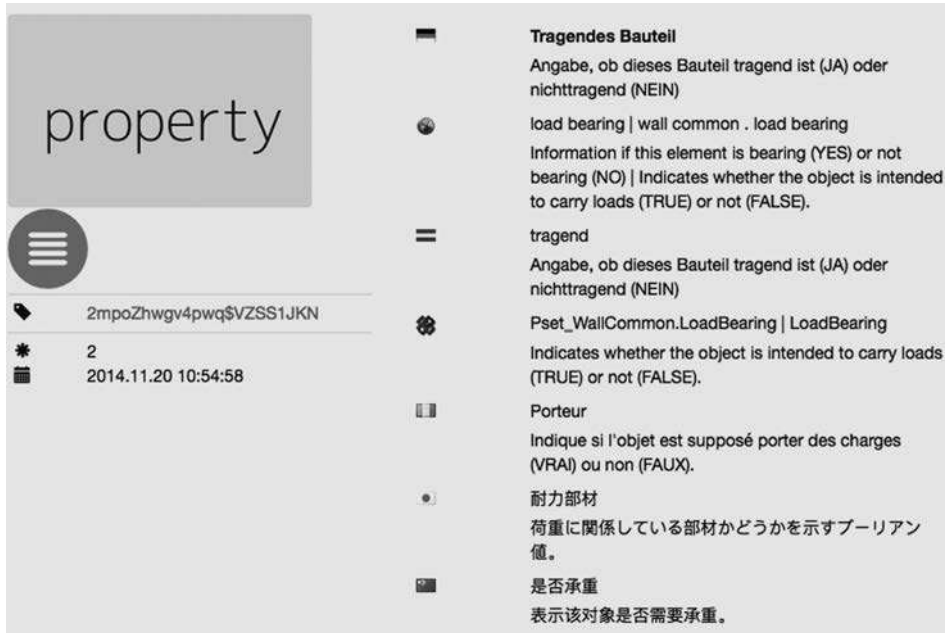 property
2mpoZhwgv4pwq$VZSS1JKN
2
2014.11.20 10:54:58
Tragendes Bauteil
Angabe, ob dieses Bauteil tragend ist (JA) oder
nichttragend (NEIN)
load bearing | wall common . load bearing
Information if this element is bearing (YES) or not
bearing (NO) | Indicates whether the object is intended
to carry loads (TRUE) or not (FALSE).
tragend
Angabe, ob dieses Bauteil tragend ist (JA) oder
nichttragend (NEIN)
Pset_WallCommon.LoadBearing | LoadBearing
Indicates whether the object is intended to carry loads
(TRUE) or not (FALSE).
Porteur
Indique si l'objet est supposé porter des charges
(VRAI) ou non (FAUX).
耐力部材
荷重に関係している部材かどうかを示すブーリアン
値。
是否承重
表示该对象是否需要承重。